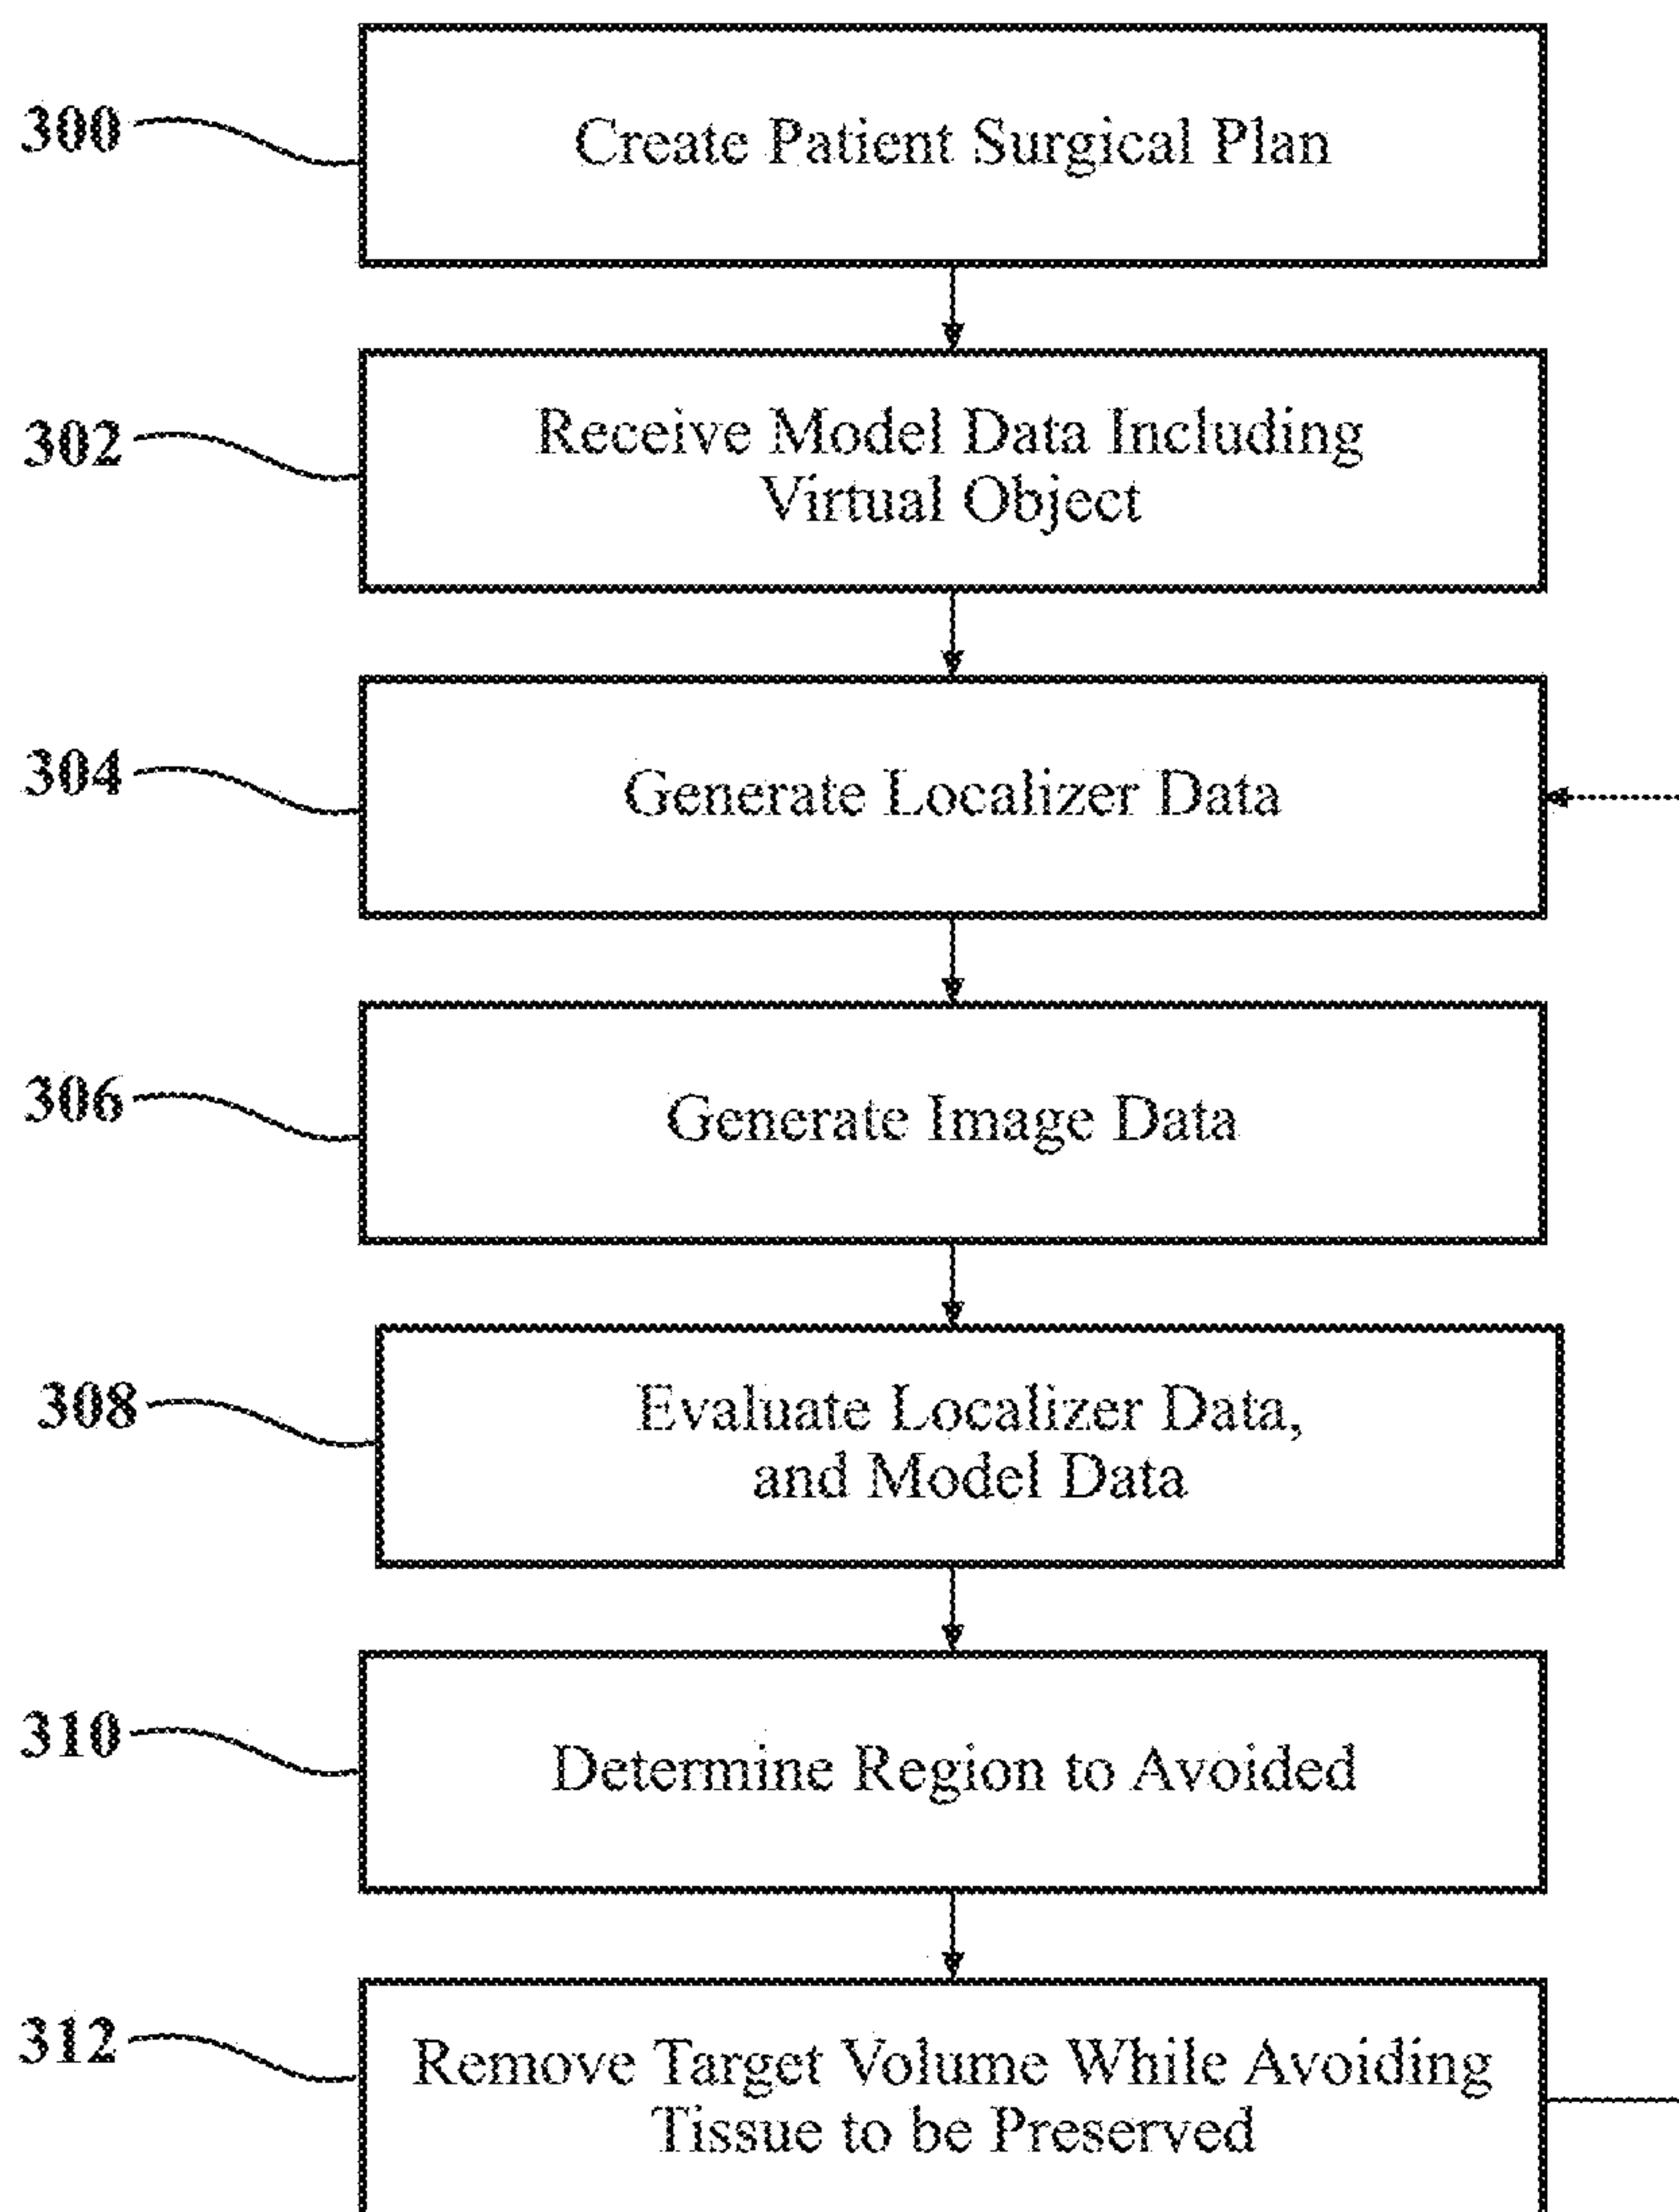 300
Create Patient Surgical Plan
302
Receive Model Data Including
Virtual Object
304
Generate Localizer Data
306
Generate Image Data
308
Evaluate Localizer Data,
and Model Data
310
Determine Region to Avoided
312
Remove Target Volume While Avoiding
Tissue to be Preserved